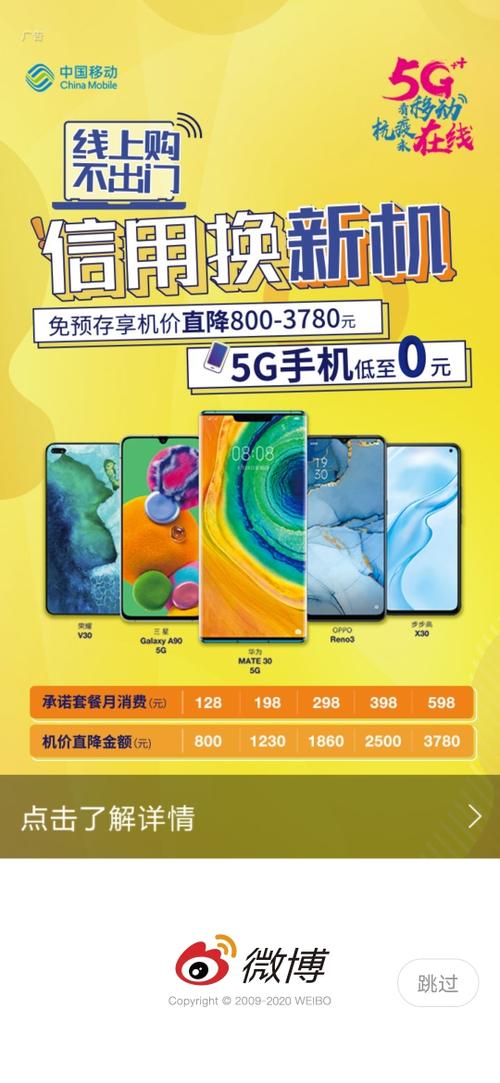 广告
中国移动
China Mobile
5G++
有移动
抗疫
在线
线上购
不出门
信用换新机
免预存享机价直降800-3780元
5G手机低至0元
08:08
19
30
荣耀
V30
三星
Galaxy A90
5G
华为
MATE 30
5G
OPPO
Reno3
步步高
X30
承诺套餐月消费(元) 128 198 298 398 598
机价直降金额(元) 800 1230 1860 2500 3780
点击了解详情
微博
Copyright © 2009-2020 WEIBO
跳过